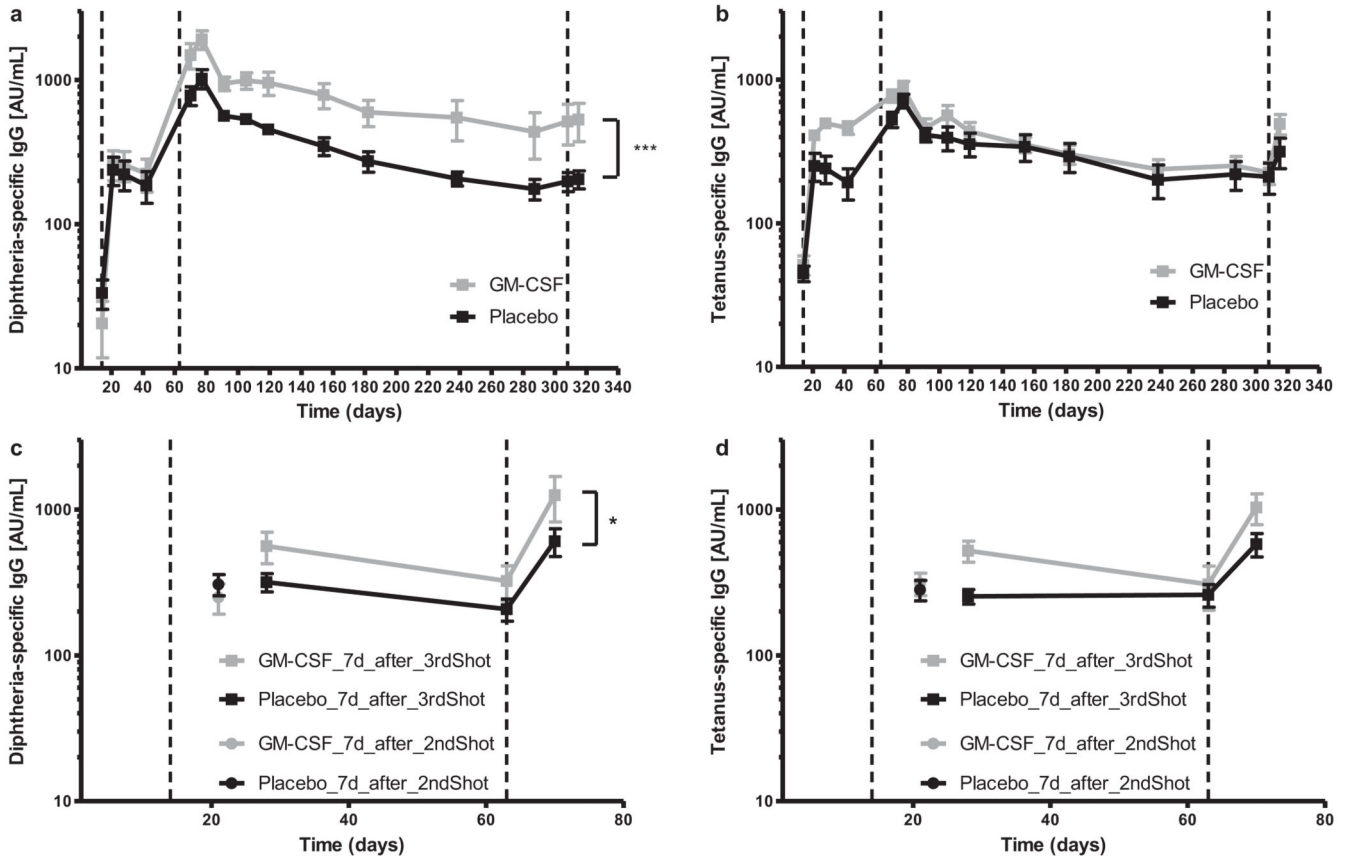 a
Diphtheria-specific IgG [AU/mL]
1000
100
10
***
GM-CSF
Placebo
20 40 60 80 100 120 140 160 180 200 220 240 260 280 300 320 340
Time (days)
b
Tetanus-specific IgG [AU/mL]
1000
100
10
GM-CSF
Placebo
20 40 60 80 100 120 140 160 180 200 220 240 260 280 300 320 340
Time (days)
c
Diphtheria-specific IgG [AU/mL]
1000
100
10
*
GM-CSF_7d_after_3rdShot
Placebo_7d_after_3rdShot
GM-CSF_7d_after_2ndShot
Placebo_7d_after_2ndShot
20 40 60 80
Time (days)
d
Tetanus-specific IgG [AU/mL]
1000
100
10
GM-CSF_7d_after_3rdShot
Placebo_7d_after_3rdShot
GM-CSF_7d_after_2ndShot
Placebo_7d_after_2ndShot
20 40 60 80
Time (days)